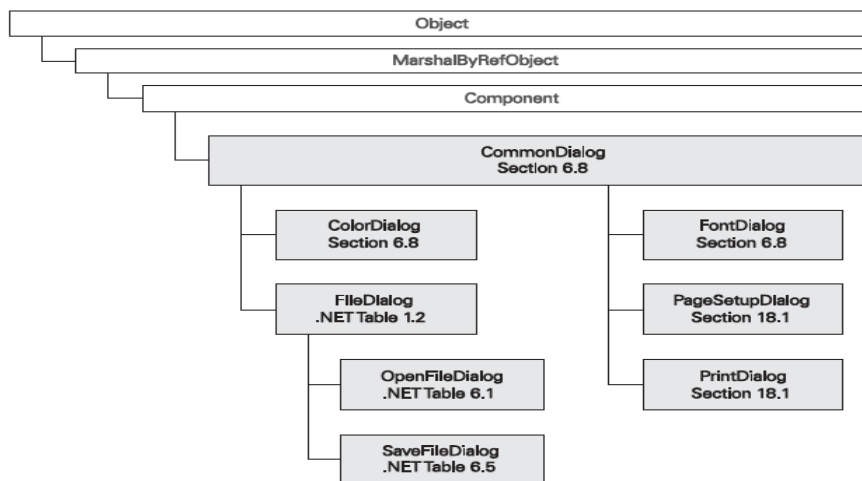 Object
MarshalByRefObject
Component
CommonDialog
Section 6.8
ColorDialog
Section 6.8
FileDialog
.NET Table 1.2
OpenFileDialog
.NET Table 6.1
SaveFileDialog
.NET Table 6.5
FontDialog
Section 6.8
PageSetupDialog
Section 18.1
PrintDialog
Section 18.1